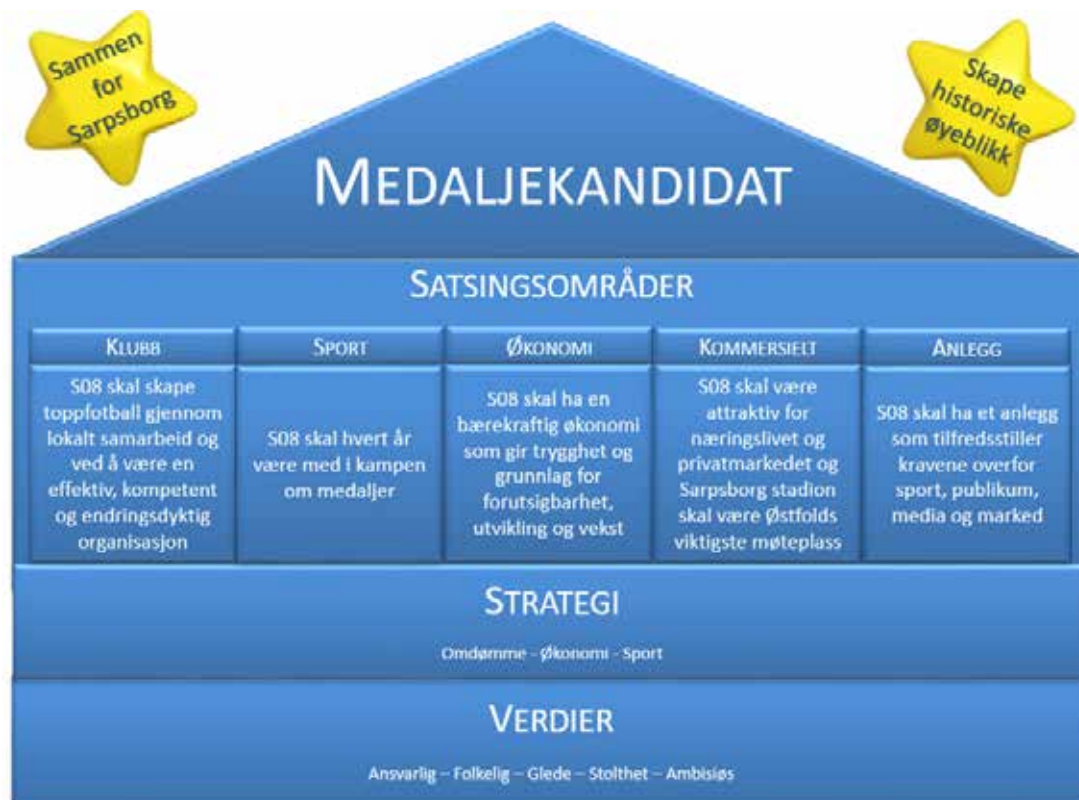 Sammen
for
Sarpsborg
Skape
historiske
øyeblikk
MEDALJEKANDIDAT
SATSINGSOMRÅDER
KLUBB
S08 skal skape
toppfotball gjennom
lokalt samarbeid og
ved å være en
effektiv, kompetent
og endringsdyktig
organisasjon
SPORT
S08 skal hvert år
være med i kampen
om medaljer
ØKONOMI
S08 skal ha en
bærekraftig økonomi
som gir trygghet og
grunnlag for
forutsigbarhet,
utvikling og vekst
KOMMERSIELT
S08 skal være
attraktiv for
næringslivet og
privatmarkedet og
Sarpsborg stadion
skal være Østfolds
viktigste møteplass
ANLEGG
S08 skal ha et anlegg
som tilfredsstiller
kravene overfor
sport, publikum,
media og marked
STRATEGI
Omdømme - Økonomi - Sport
VERDIER
Ansvarlig – Folkelig – Glede – Stolthet – Ambisiøs